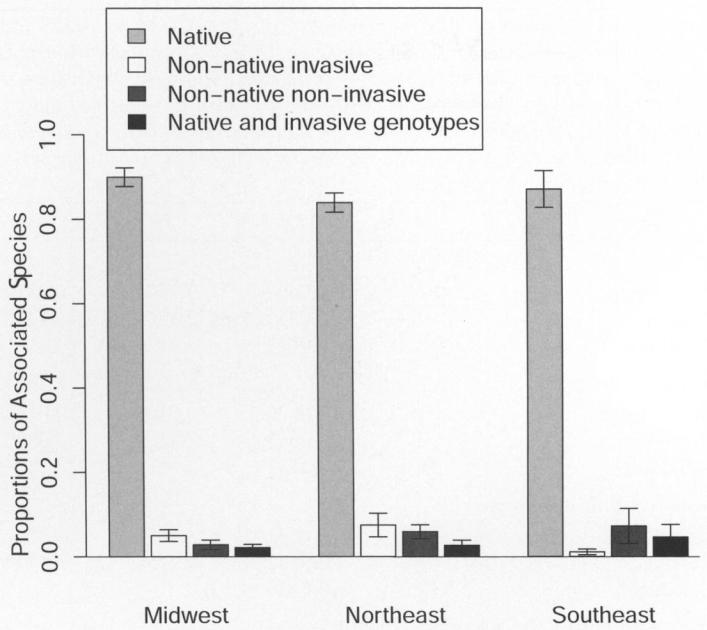 Native
Non-native invasive
Non-native non-invasive
Native and invasive genotypes
Proportions of Associated Species
1.0
0.8
0.6
0.4
0.2
0.0
Midwest
Northeast
Southeast